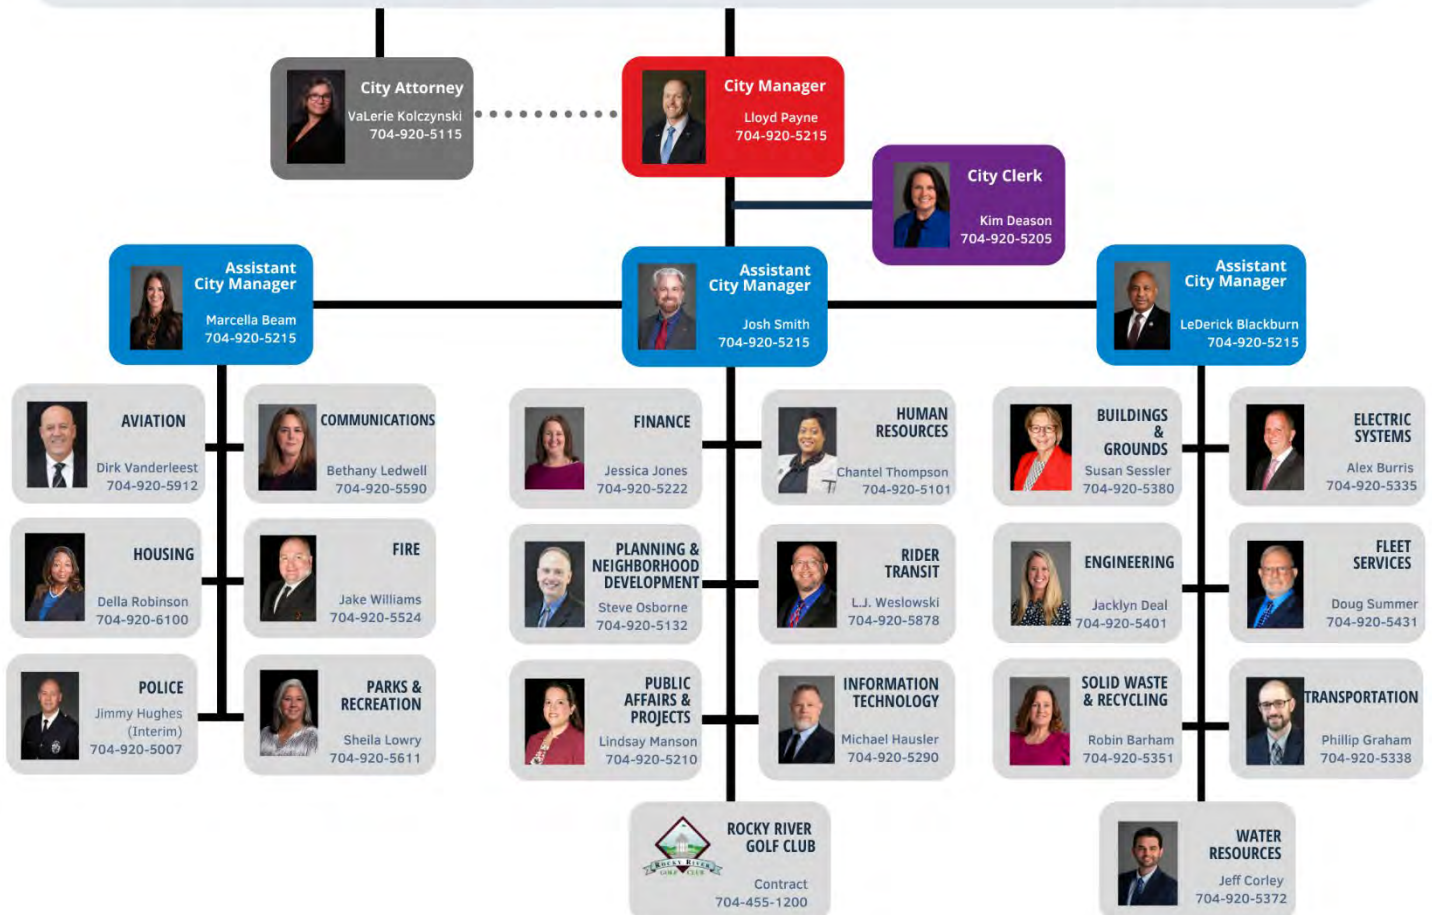 City Attorney
VaLerie Kolczynski
704-920-5115
City Manager
Lloyd Payne
704-920-5215
City Clerk
Kim Deason
704-920-5205
Assistant
City Manager
Marcella Beam
704-920-5215
Assistant
City Manager
Josh Smith
704-920-5215
Assistant
City Manager
LeDerick Blackburn
704-920-5215
AVIATION
Dirk Vanderleest
704-920-5912
COMMUNICATIONS
Bethany Ledwell
704-920-5590
HOUSING
Della Robinson
704-920-6100
FIRE
Jake Williams
704-920-5524
POLICE
Jimmy Hughes
(Interim)
704-920-5007
PARKS &
RECREATION
Sheila Lowry
704-920-5611
FINANCE
Jessica Jones
704-920-5222
HUMAN
RESOURCES
Chantel Thompson
704-920-5101
PLANNING &
NEIGHBORHOOD
DEVELOPMENT
Steve Osborne
704-920-5132
RIDER
TRANSIT
L.J. Weslowski
704-920-5878
PUBLIC
AFFAIRS &
PROJECTS
Lindsay Manson
704-920-5210
INFORMATION
TECHNOLOGY
Michael Hausler
704-920-5290
ROCKY RIVER
GOLF CLUB
ROCKY RIVER
GOLF CLUB
Contract
704-455-1200
BUILDINGS
&
GROUNDS
Susan Sessler
704-920-5380
ELECTRIC
SYSTEMS
Alex Burris
704-920-5335
ENGINEERING
Jacklyn Deal
704-920-5401
FLEET
SERVICES
Doug Summer
704-920-5431
SOLID WASTE
& RECYCLING
Robin Barham
704-920-5351
TRANSPORTATION
Phillip Graham
704-920-5338
WATER
RESOURCES
Jeff Corley
704-920-5372